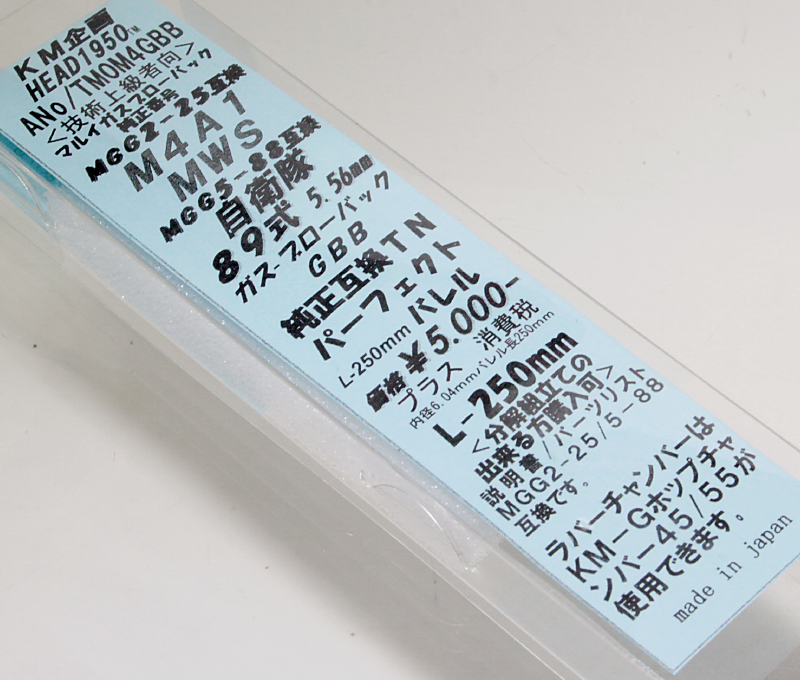 KM企画
HEAD1950TM
ANo/TMOM4GBB
<技術上級者向>
マルイガスブローバック
純正番号
MGG2-25互換
M4A1
MWS
MGG5-88互換
自衛隊
89式 5.56mm
ガス-ブローバック
GBB
純正互換TN
パーフェクト
L-250mm バレル
価格 ¥5.000-
プラス 消費税
内径6.04mmバレル長250mm
L-250mm
<分解組立ての
出来る方購入可>
説明書/パーツリスト
MGG2-25/5-88
互換です。
ラバーチャンバーは
KM-Gホップチャ
ンバー45/55が
使用できます。
made in japan